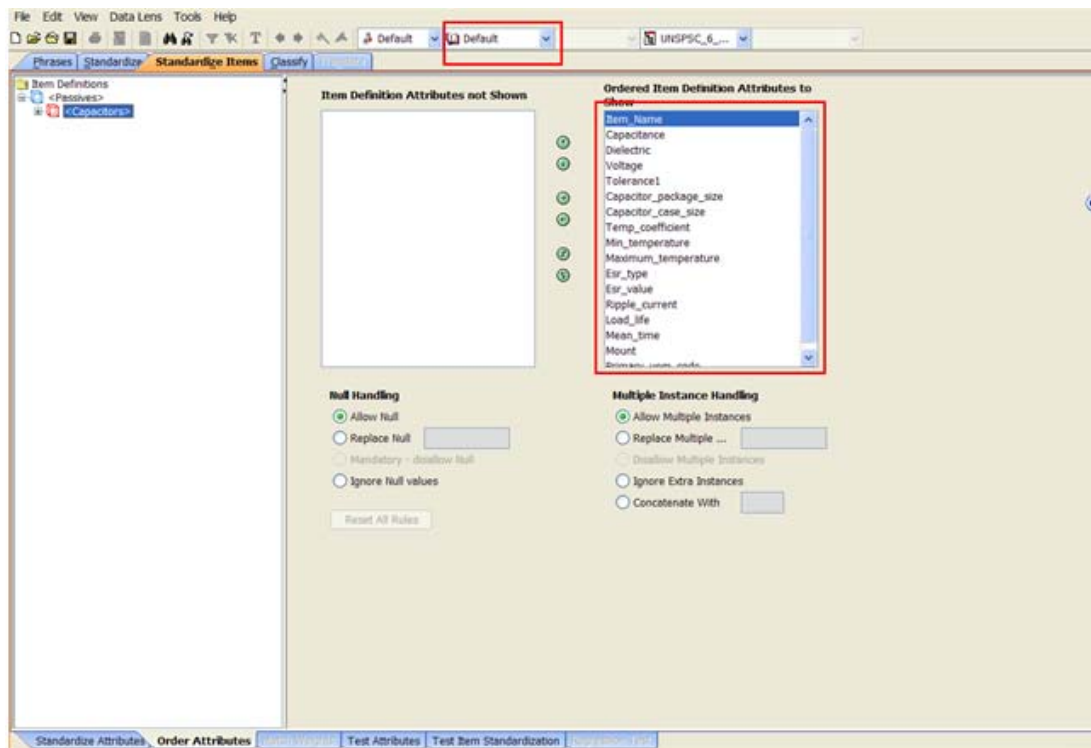 File Edit View Data Lens Tools Help
Default Default UNSPSC_6_...
Phrases Standardize Standardize Items Classify
Item Definitions
<Passives>
<Capacitors>
Item Definition Attributes not Shown
Ordered Item Definition Attributes to
Show
Item_Name
Capacitance
Dielectric
Voltage
Tolerance1
Capacitor_package_size
Capacitor_case_size
Temp_coefficient
Min_temperature
Maximum_temperature
Esr_type
Esr_value
Ripple_current
Load_life
Mean_time
Mount
Primary_uom_code
Null Handling
Allow Null
Replace Null
Mandatory - disallow Null
Ignore Null values
Reset All Rules
Multiple Instance Handling
Allow Multiple Instances
Replace Multiple ...
Disallow Multiple Instances
Ignore Extra Instances
Concatenate With
Standardize Attributes Order Attributes Test Attributes Test Item Standardization